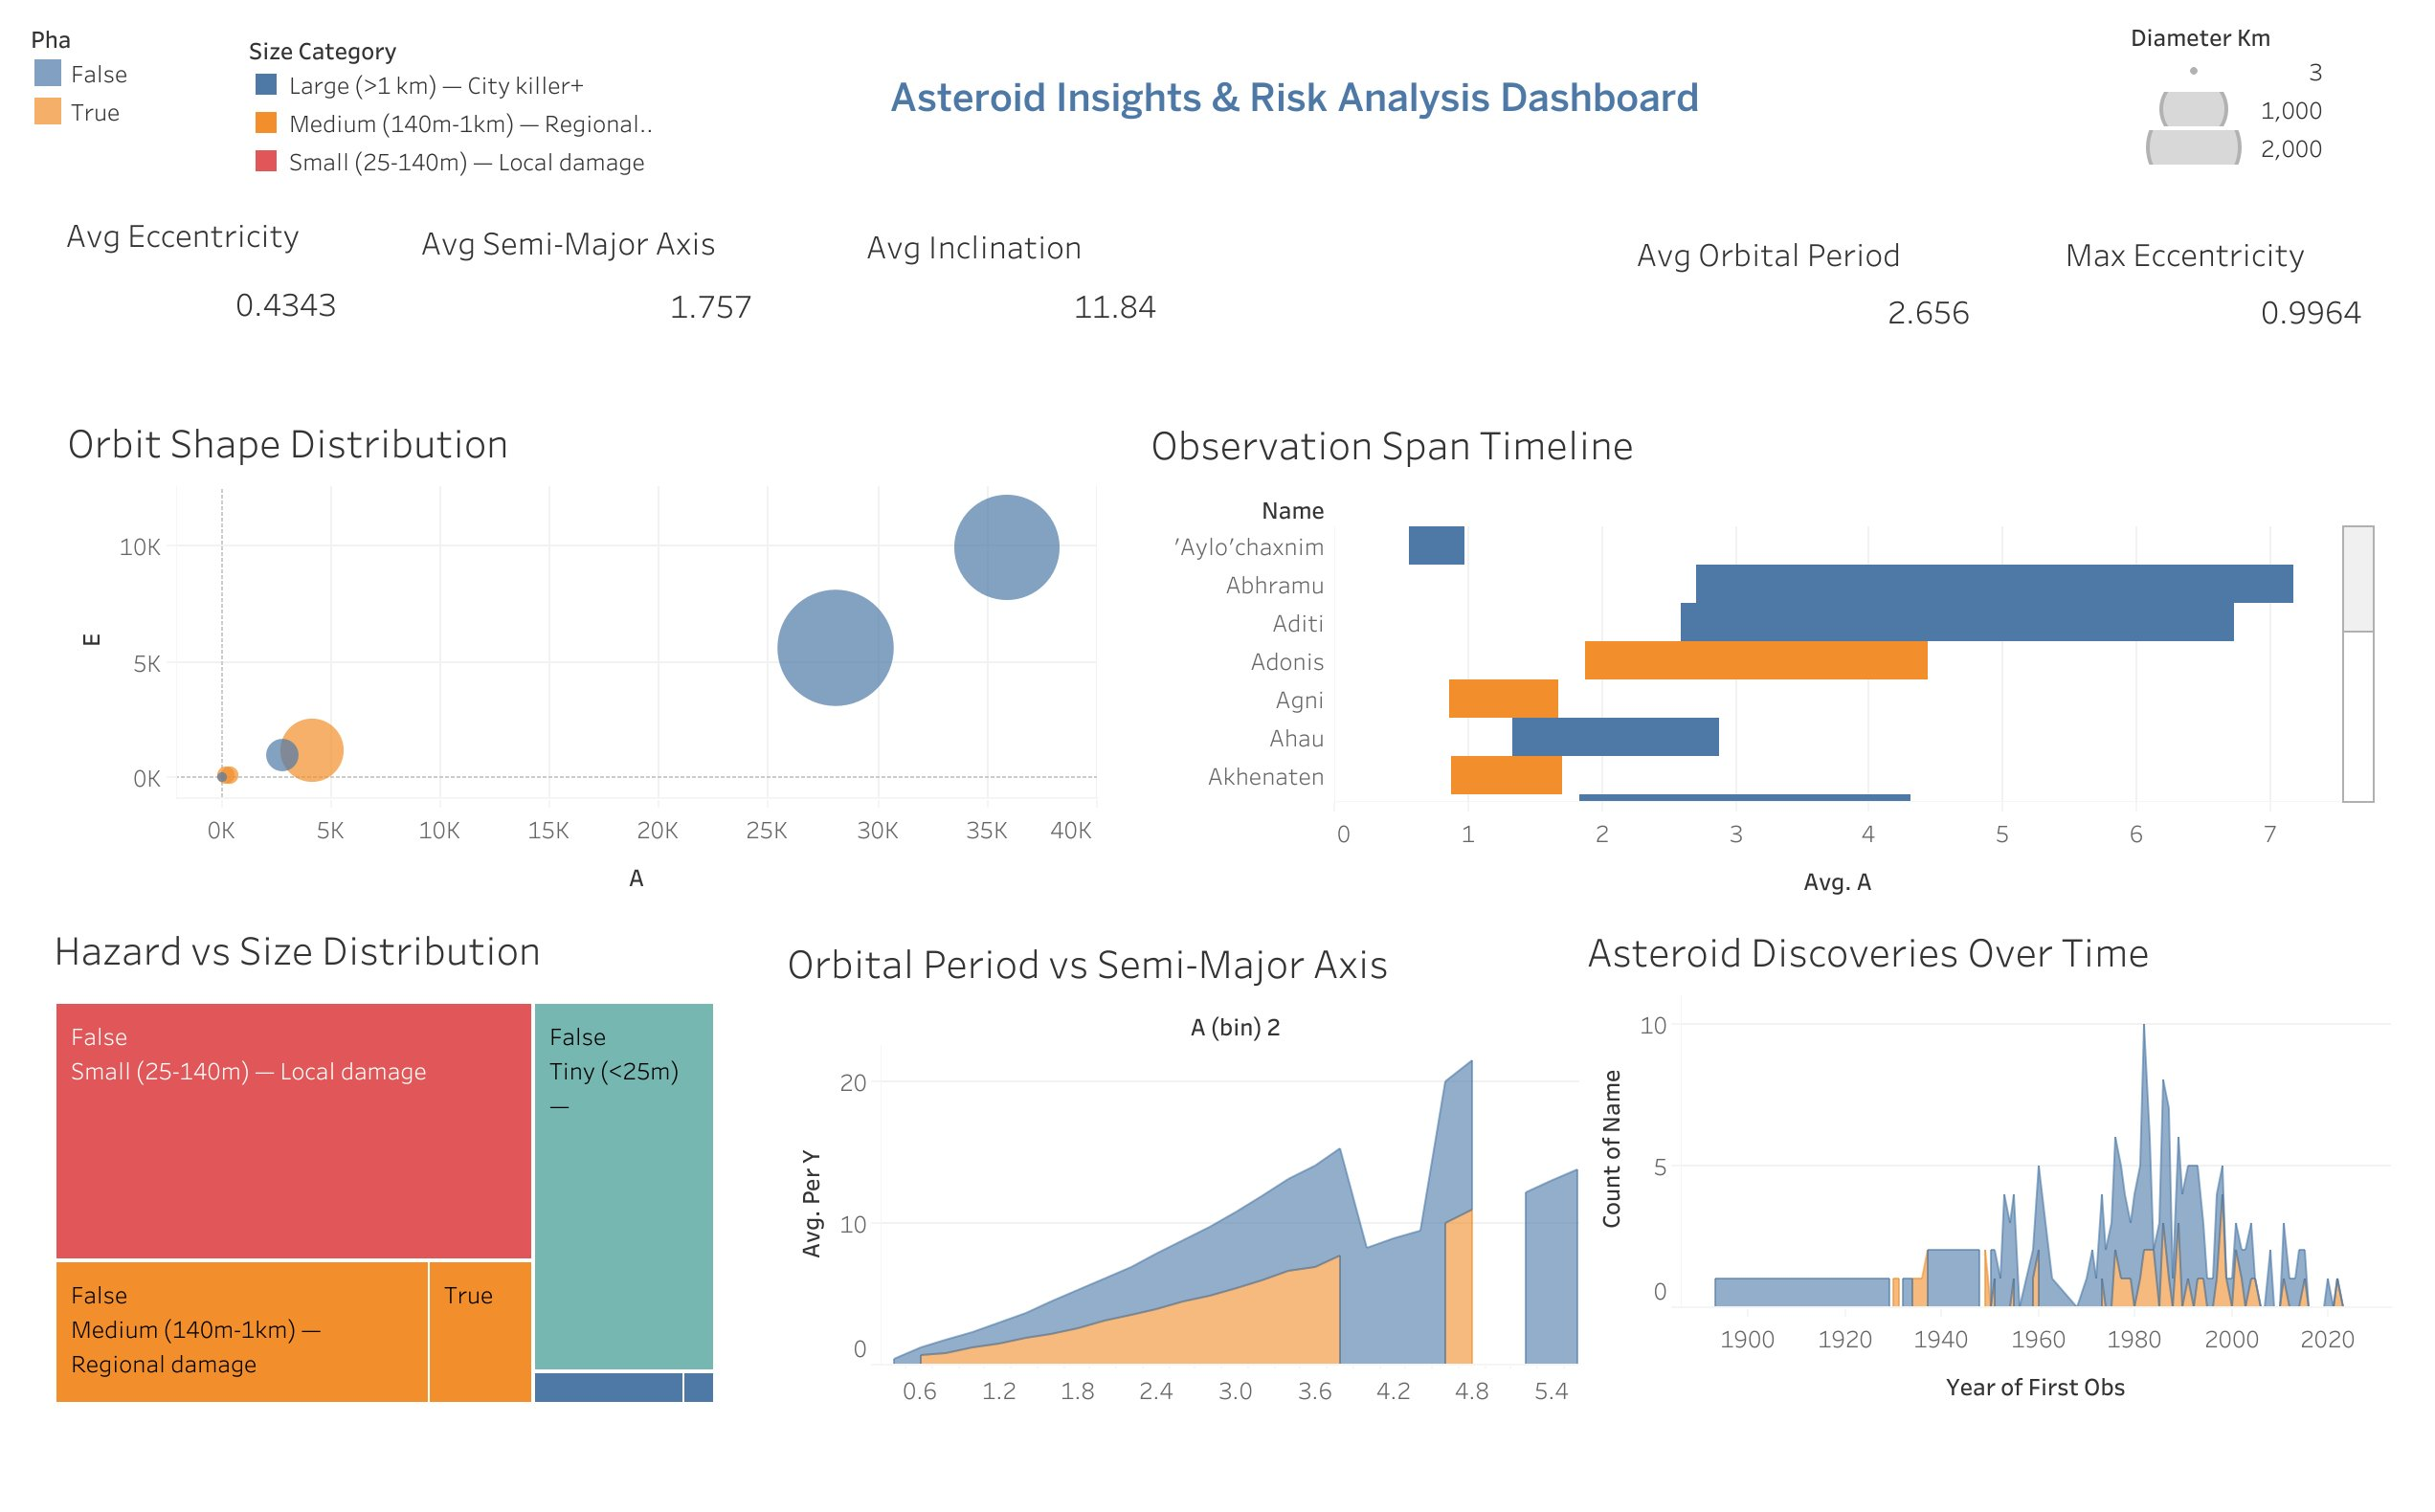 Pha
False
True
Size Category
Large (>1 km) — City killer+
Medium (140m-1km) — Regional..
Small (25-140m) — Local damage
Asteroid Insights & Risk Analysis Dashboard
Diameter Km
3
1,000
2,000
Avg Eccentricity
0.4343
Avg Semi-Major Axis
1.757
Avg Inclination
11.84
Avg Orbital Period
2.656
Max Eccentricity
0.9964
Orbit Shape Distribution
E
10K
5K
0K
0K 5K 10K 15K 20K 25K 30K 35K 40K
A
Observation Span Timeline
Name
'Aylo'chaxnim
Abhramu
Aditi
Adonis
Agni
Ahau
Akhenaten
0 1 2 3 4 5 6 7
Avg. A
Hazard vs Size Distribution
False
Small (25-140m) — Local damage
False
Tiny (<25m)
—
False
Medium (140m-1km) —
Regional damage
True
Orbital Period vs Semi-Major Axis
A (bin) 2
Avg. Per Y
20
10
0
0.6 1.2 1.8 2.4 3.0 3.6 4.2 4.8 5.4
Asteroid Discoveries Over Time
Count of Name
10
5
0
1900 1920 1940 1960 1980 2000 2020
Year of First Obs